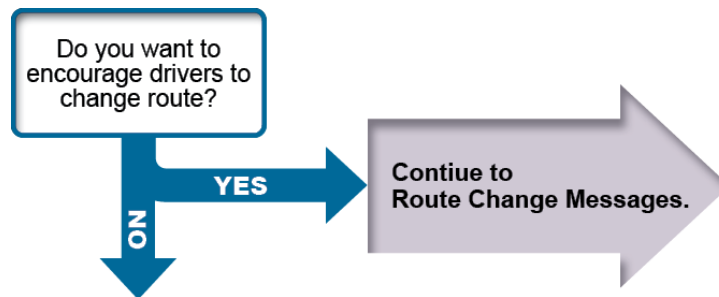 Do you want to
encourage drivers to
change route?
YES
Contiue to
Route Change Messages.
NO